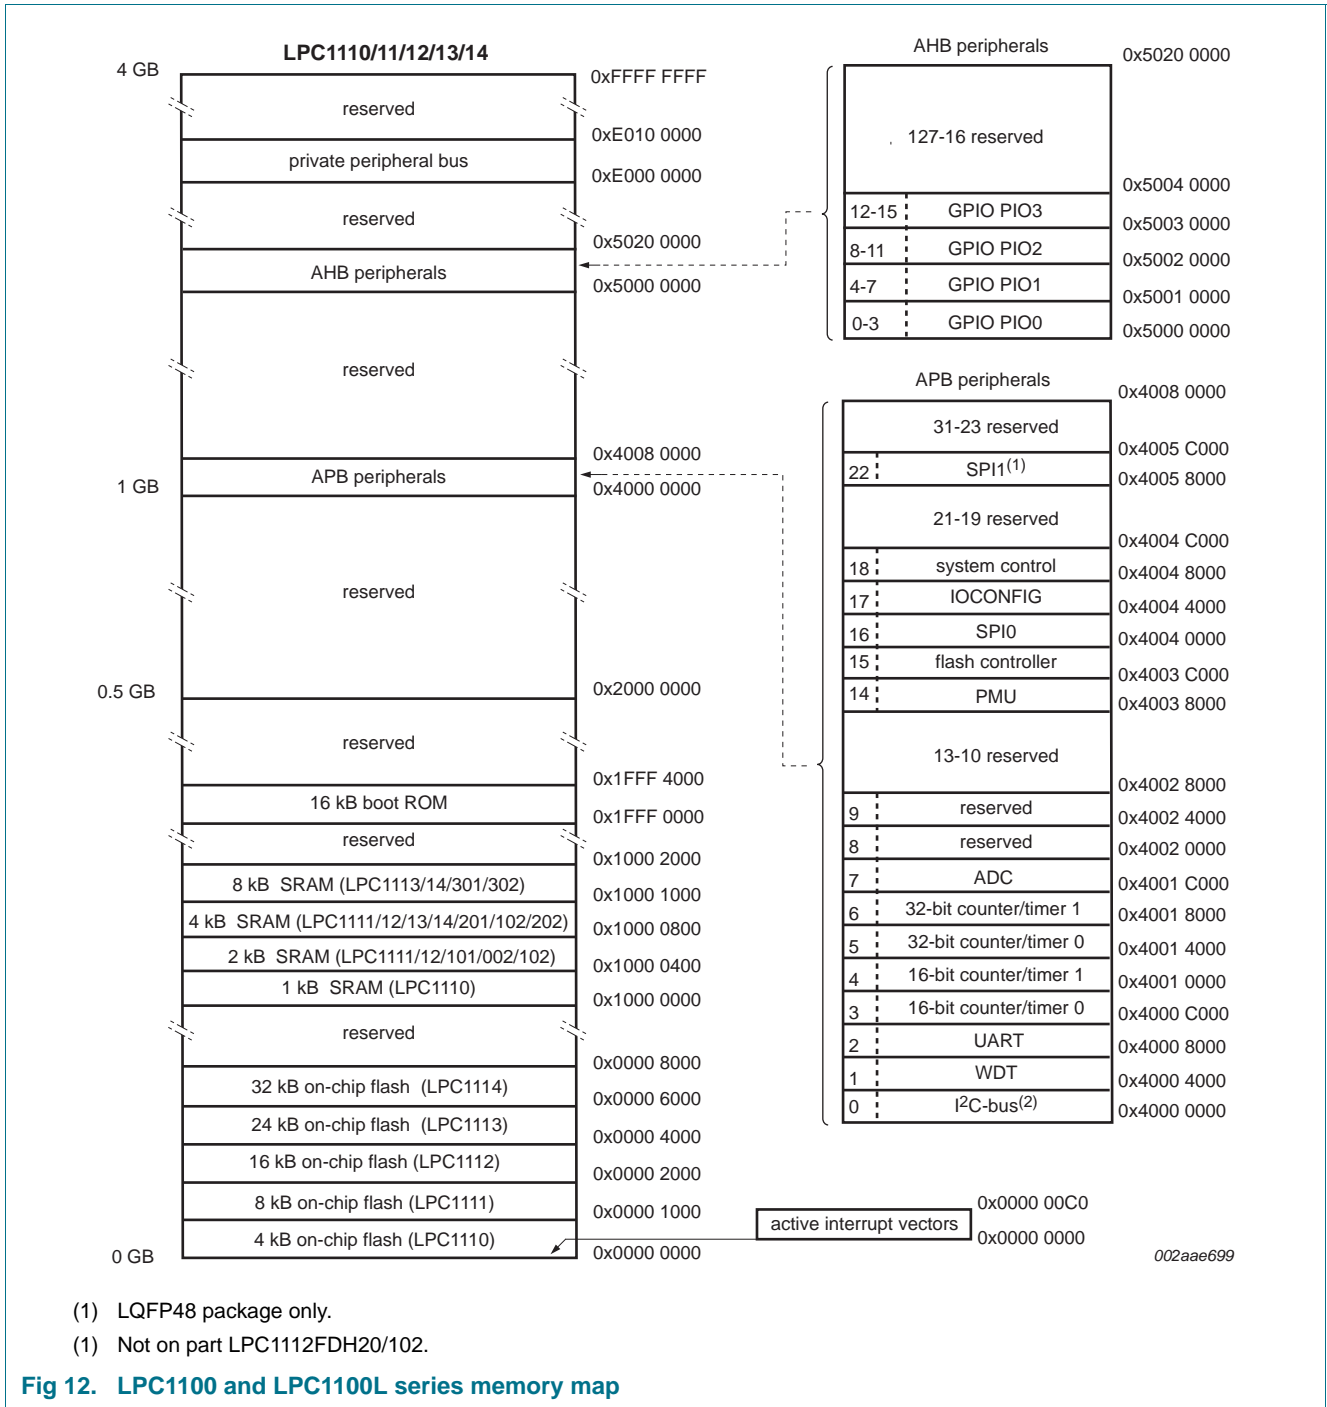 LPC1110/11/12/13/14
4 GB
0xFFFF FFFF
reserved
0xE010 0000
private peripheral bus
0xE000 0000
reserved
0x5020 0000
AHB peripherals
0x5000 0000
reserved
0x4008 0000
APB peripherals
1 GB
0x4000 0000
reserved
0.5 GB
0x2000 0000
reserved
0x1FFF 4000
16 kB boot ROM
0x1FFF 0000
reserved
0x1000 2000
8 kB SRAM (LPC1113/14/301/302)
0x1000 1000
4 kB SRAM (LPC1111/12/13/14/201/102/202)
0x1000 0800
2 kB SRAM (LPC1111/12/101/002/102)
0x1000 0400
1 kB SRAM (LPC1110)
0x1000 0000
reserved
0x0000 8000
32 kB on-chip flash (LPC1114)
0x0000 6000
24 kB on-chip flash (LPC1113)
0x0000 4000
16 kB on-chip flash (LPC1112)
0x0000 2000
8 kB on-chip flash (LPC1111)
0x0000 1000
4 kB on-chip flash (LPC1110)
0 GB
0x0000 0000
AHB peripherals
0x5020 0000
127-16 reserved
0x5004 0000
12-15 GPIO PIO3
0x5003 0000
8-11 GPIO PIO2
0x5002 0000
4-7 GPIO PIO1
0x5001 0000
0-3 GPIO PIO0
0x5000 0000
APB peripherals
0x4008 0000
31-23 reserved
0x4005 C000
22 SPI1(1)
0x4005 8000
21-19 reserved
0x4004 C000
18 system control
0x4004 8000
17 IOCONFIG
0x4004 4000
16 SPI0
0x4004 0000
15 flash controller
0x4003 C000
14 PMU
0x4003 8000
13-10 reserved
0x4002 8000
9 reserved
0x4002 4000
8 reserved
0x4002 0000
7 ADC
0x4001 C000
6 32-bit counter/timer 1
0x4001 8000
5 32-bit counter/timer 0
0x4001 4000
4 16-bit counter/timer 1
0x4001 0000
3 16-bit counter/timer 0
0x4000 C000
2 UART
0x4000 8000
1 WDT
0x4000 4000
0 I2C-bus(2)
0x4000 0000
0x0000 00C0
active interrupt vectors
0x0000 0000
002aae699
(1) LQFP48 package only.
(1) Not on part LPC1112FDH20/102.
Fig 12. LPC1100 and LPC1100L series memory map